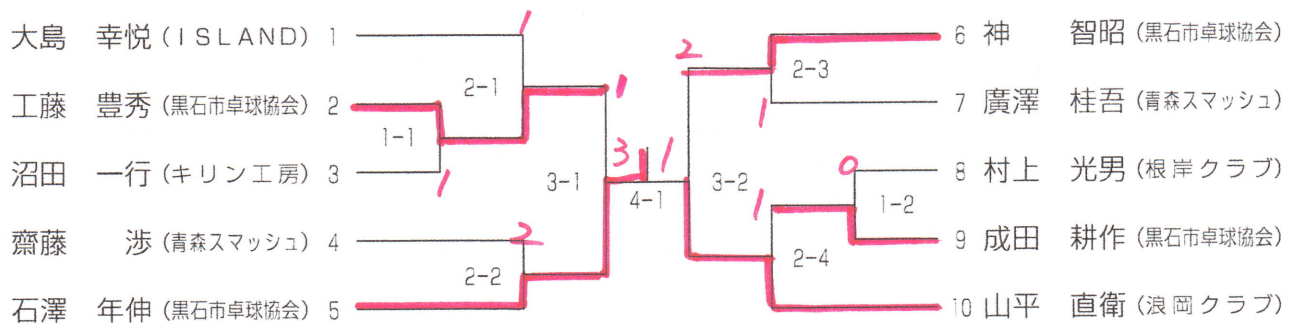 大島 幸悦 (ISLAND) 1
工藤 豊秀 (黒石市卓球協会) 2
沼田 一行 (キリン工房) 3
齋藤 渉 (青森スマッシュ) 4
石澤 年伸 (黒石市卓球協会) 5
1
2-1
1
1-1
1
3-1
2
2-2
3 1
4-1
2
2-3
1
3-2
0
1-2
1
2-4
6 神 智昭 (黒石市卓球協会)
7 廣澤 桂吾 (青森スマッシュ)
8 村上 光男 (根岸クラブ)
9 成田 耕作 (黒石市卓球協会)
10 山平 直衛 (浪岡クラブ)